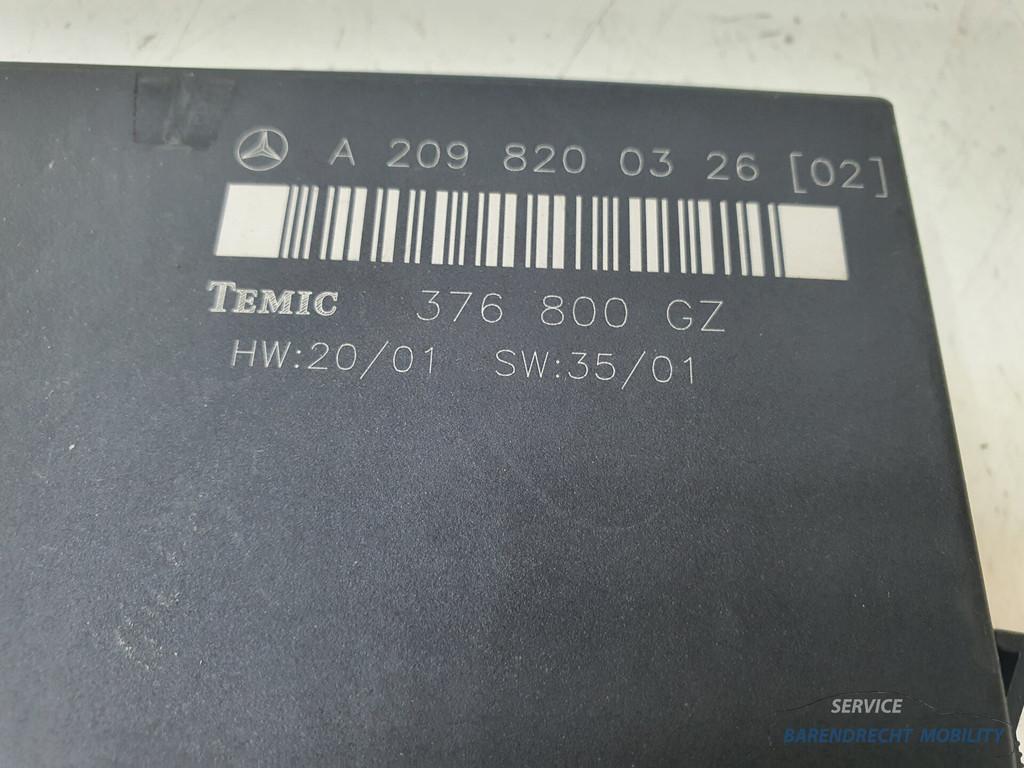 A 209 820 03 26 [02]
TEMIC 376 800 GZ
HW:20/01 SW:35/01
SERVICE
BARENDRECHT MOBILITY